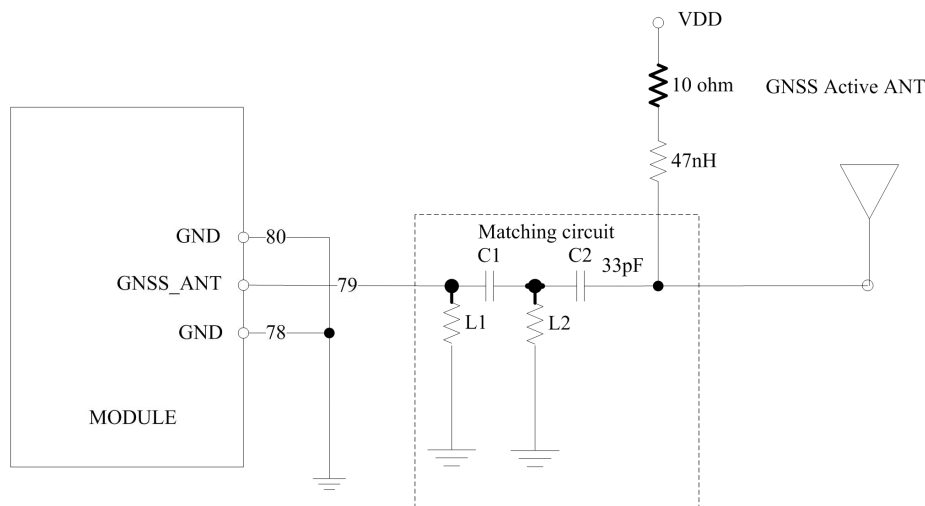 VDD
10 ohm
GNSS Active ANT
47nH
Matching circuit
C1
C2
33pF
GND
80
GNSS_ANT
79
GND
78
L1
L2
MODULE